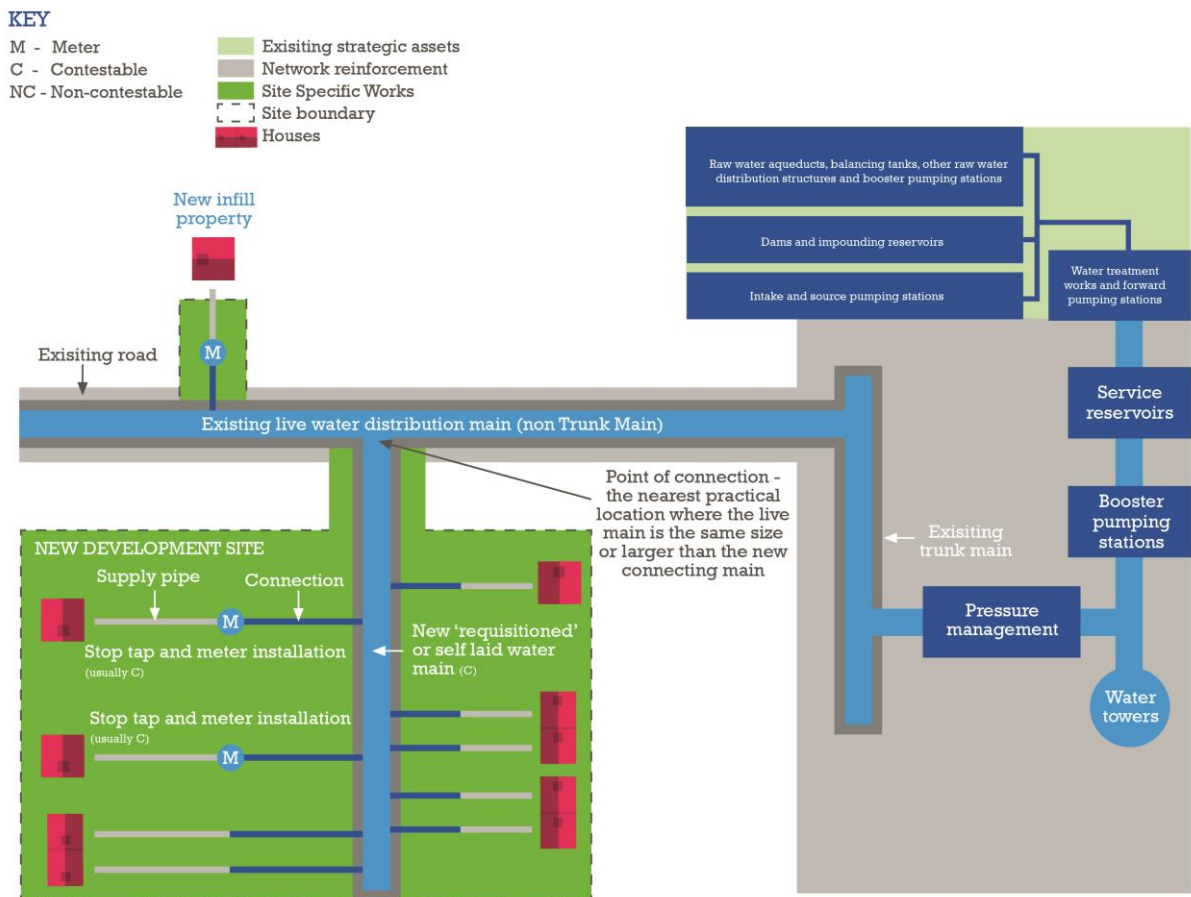 KEY
M - Meter
C - Contestable
NC - Non-contestable
Exisiting strategic assets
Network reinforcement
Site Specific Works
Site boundary
Houses
New infill
property
M
Exisiting road
Raw water aqueducts, balancing tanks, other raw water
distribution structures and booster pumping stations
Dams and impounding reservoirs
Intake and source pumping stations
Water treatment
works and forward
pumping stations
Existing live water distribution main (non Trunk Main)
Service
reservoirs
Point of connection -
the nearest practical
location where the live
main is the same size
or larger than the new
connecting main
Booster
pumping
stations
Exisiting
trunk main
Pressure
management
Water
towers
NEW DEVELOPMENT SITE
Supply pipe
Connection
M
Stop tap and meter installation
(usually C)
New 'requisitioned'
or self laid water
main (C)
Stop tap and meter installation
(usually C)
M